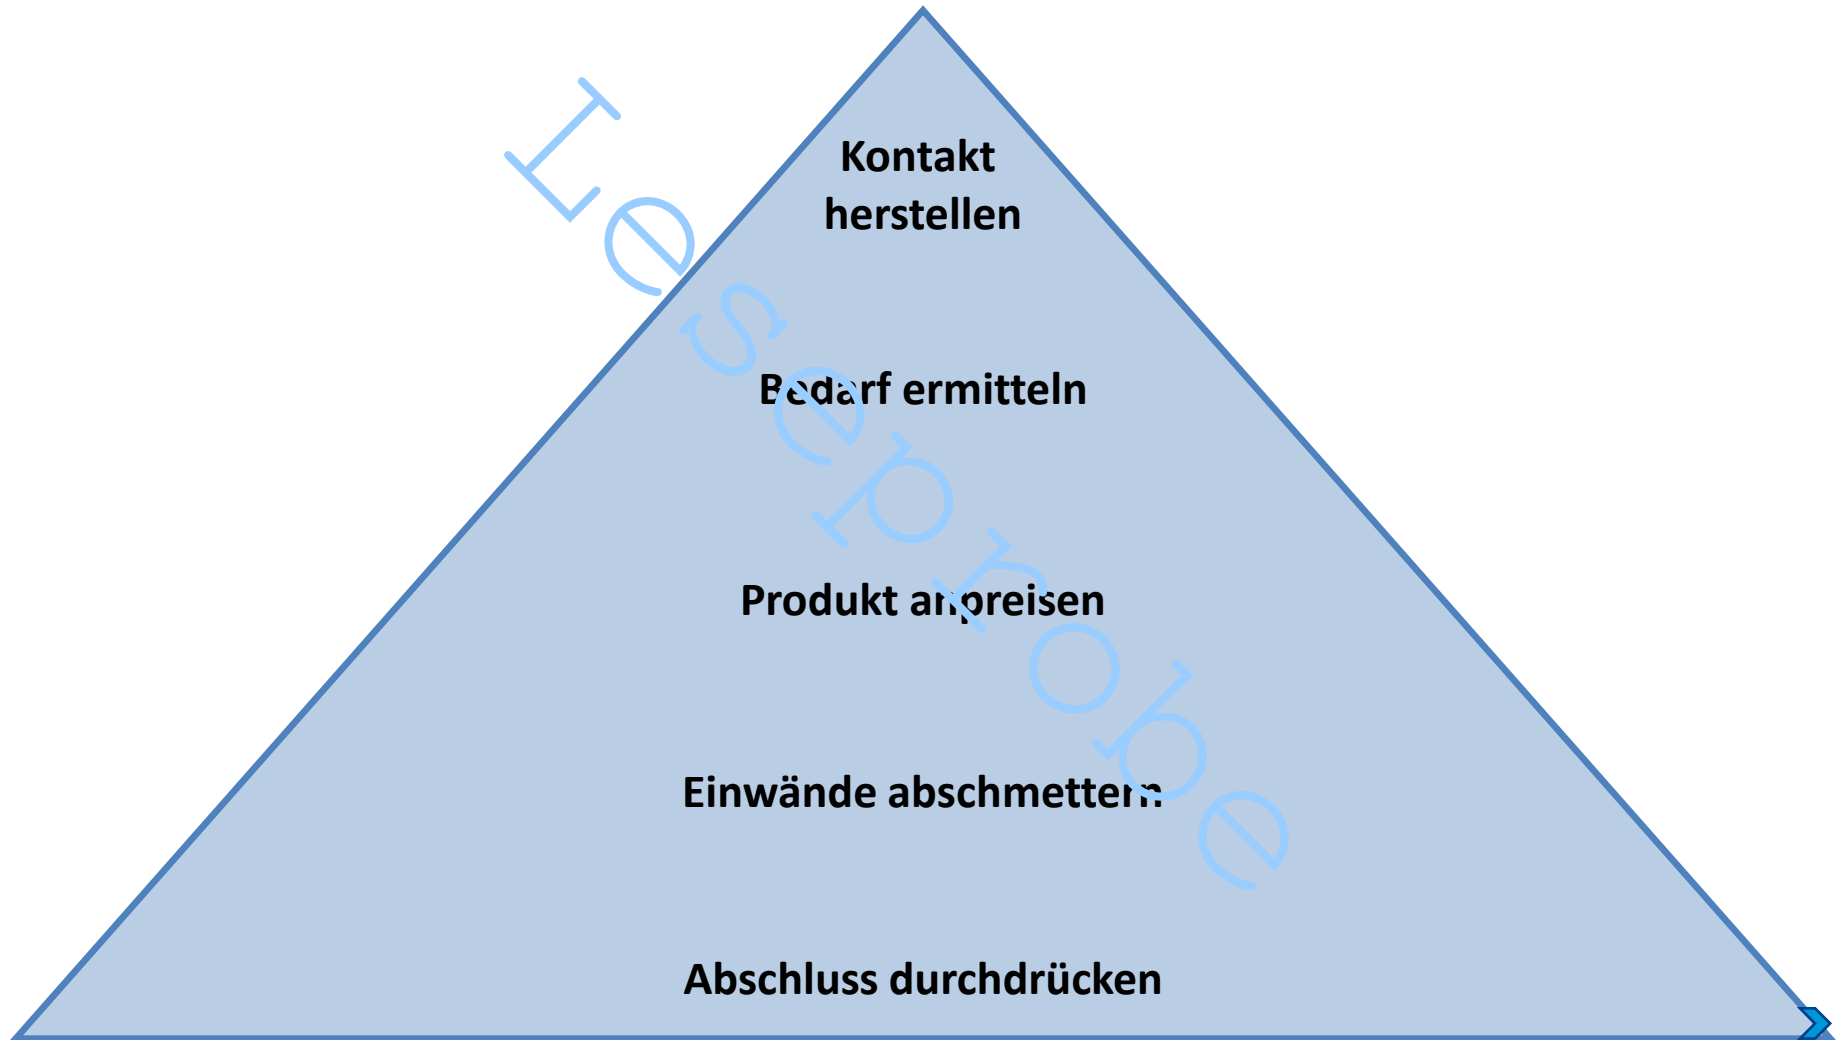 Kontakt
herstellen
Bedarf ermitteln
Produkt anpreisen
Einwände abschmettern
Abschluss durchdrücken
Leseprobe